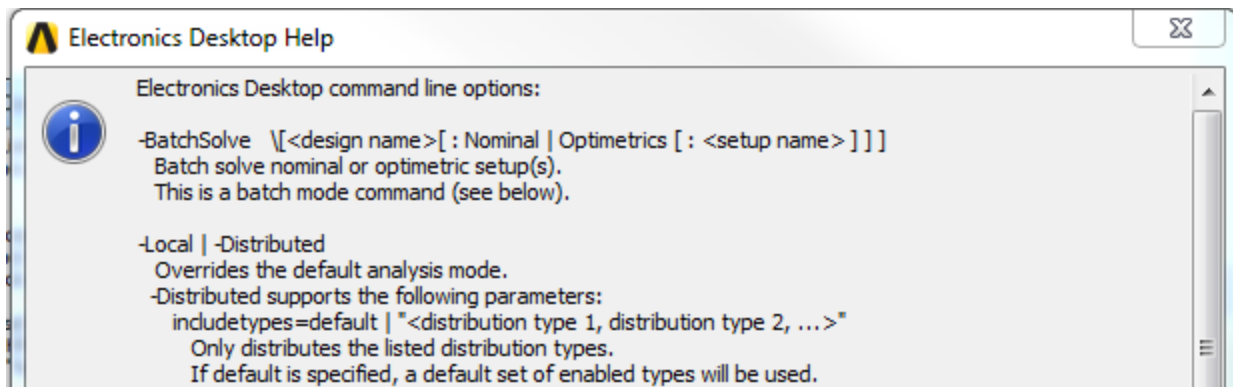 Electronics Desktop Help
Electronics Desktop command line options:
-BatchSolve \[<design name>[ : Nominal | Optimetrics [ : <setup name> ] ] ]
Batch solve nominal or optimetric setup(s).
This is a batch mode command (see below).
-Local | -Distributed
Overrides the default analysis mode.
-Distributed supports the following parameters:
includetypes=default | "<distribution type 1, distribution type 2, ...>"
Only distributes the listed distribution types.
If default is specified, a default set of enabled types will be used.